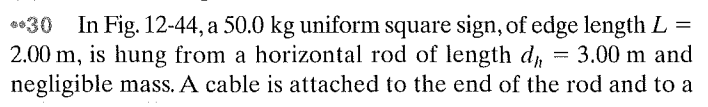 ••30 In Fig. 12-44, a 50.0 kg uniform square sign, of edge length L =
2.00 m, is hung from a horizontal rod of length dₕ = 3.00 m and
negligible mass. A cable is attached to the end of the rod and to a